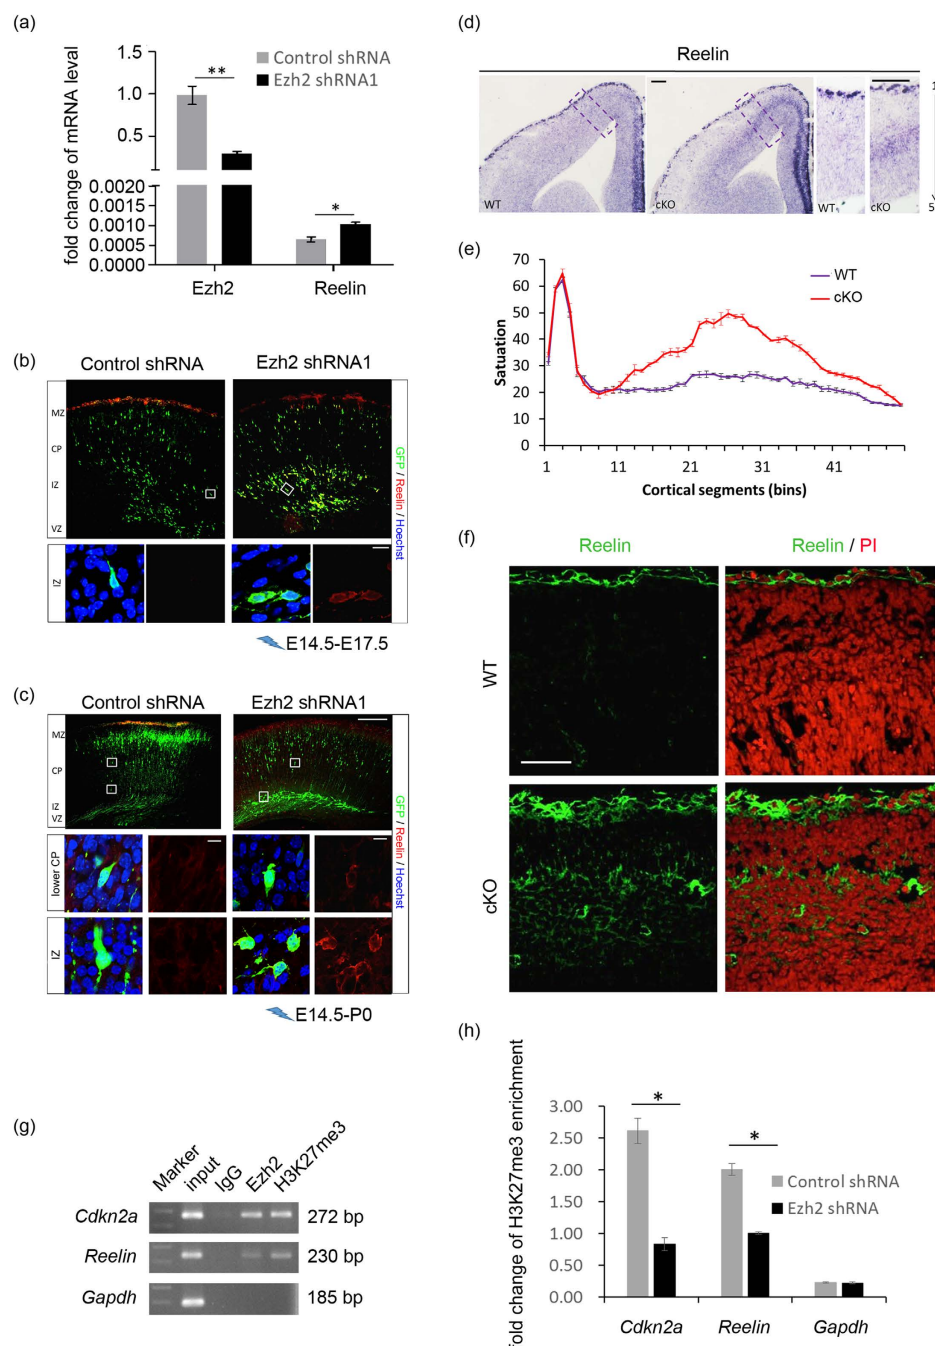 (a)
fold change of mRNA level
1.5
1.0
0.5
0.0020
0.0015
0.0010
0.0005
0.0000
Control shRNA
Ezh2 shRNA1
**
*
Ezh2 Reelin
(b)
Control shRNA Ezh2 shRNA1
MZ
CP
IZ
VZ
IZ
GFP / Reelin / Hoechst
E14.5-E17.5
(c)
Control shRNA Ezh2 shRNA1
MZ
CP
IZ
VZ
lower CP
IZ
GFP / Reelin / Hoechst
E14.5-P0
(d)
Reelin
WT cKO WT cKO
1
5
(e)
Satuation
70
60
50
40
30
20
10
0
WT
cKO
1 11 21 31 41
Cortical segments (bins)
(f)
Reelin Reelin / PI
WT
cKO
(g)
Marker input IgG Ezh2 H3K27me3
Cdkn2a 272 bp
Reelin 230 bp
Gapdh 185 bp
(h)
fold change of H3K27me3 enrichment
3.00
2.50
2.00
1.50
1.00
0.50
0.00
*
*
Control shRNA
Ezh2 shRNA
Cdkn2a Reelin Gapdh